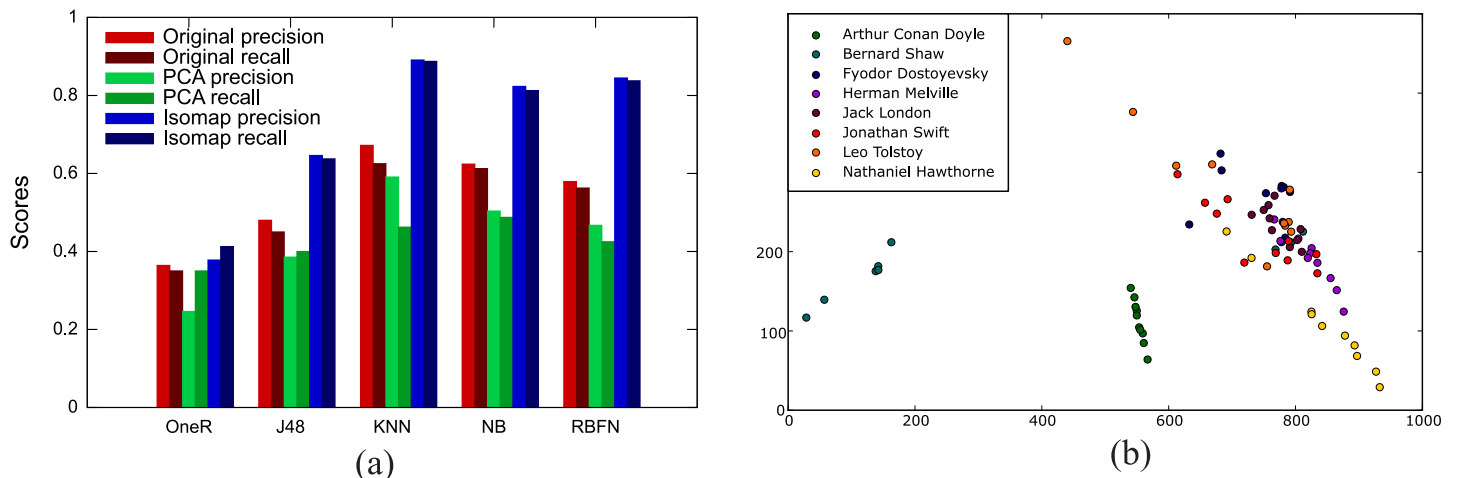 1
0.8
0.6
0.4
0.2
0
Scores
Original precision
Original recall
PCA precision
PCA recall
Isomap precision
Isomap recall
OneR J48 KNN NB RBFN
(a)
Arthur Conan Doyle
Bernard Shaw
Fyodor Dostoyevsky
Herman Melville
Jack London
Jonathan Swift
Leo Tolstoy
Nathaniel Hawthorne
200
100
0
0 200 400 600 800 1000
(b)